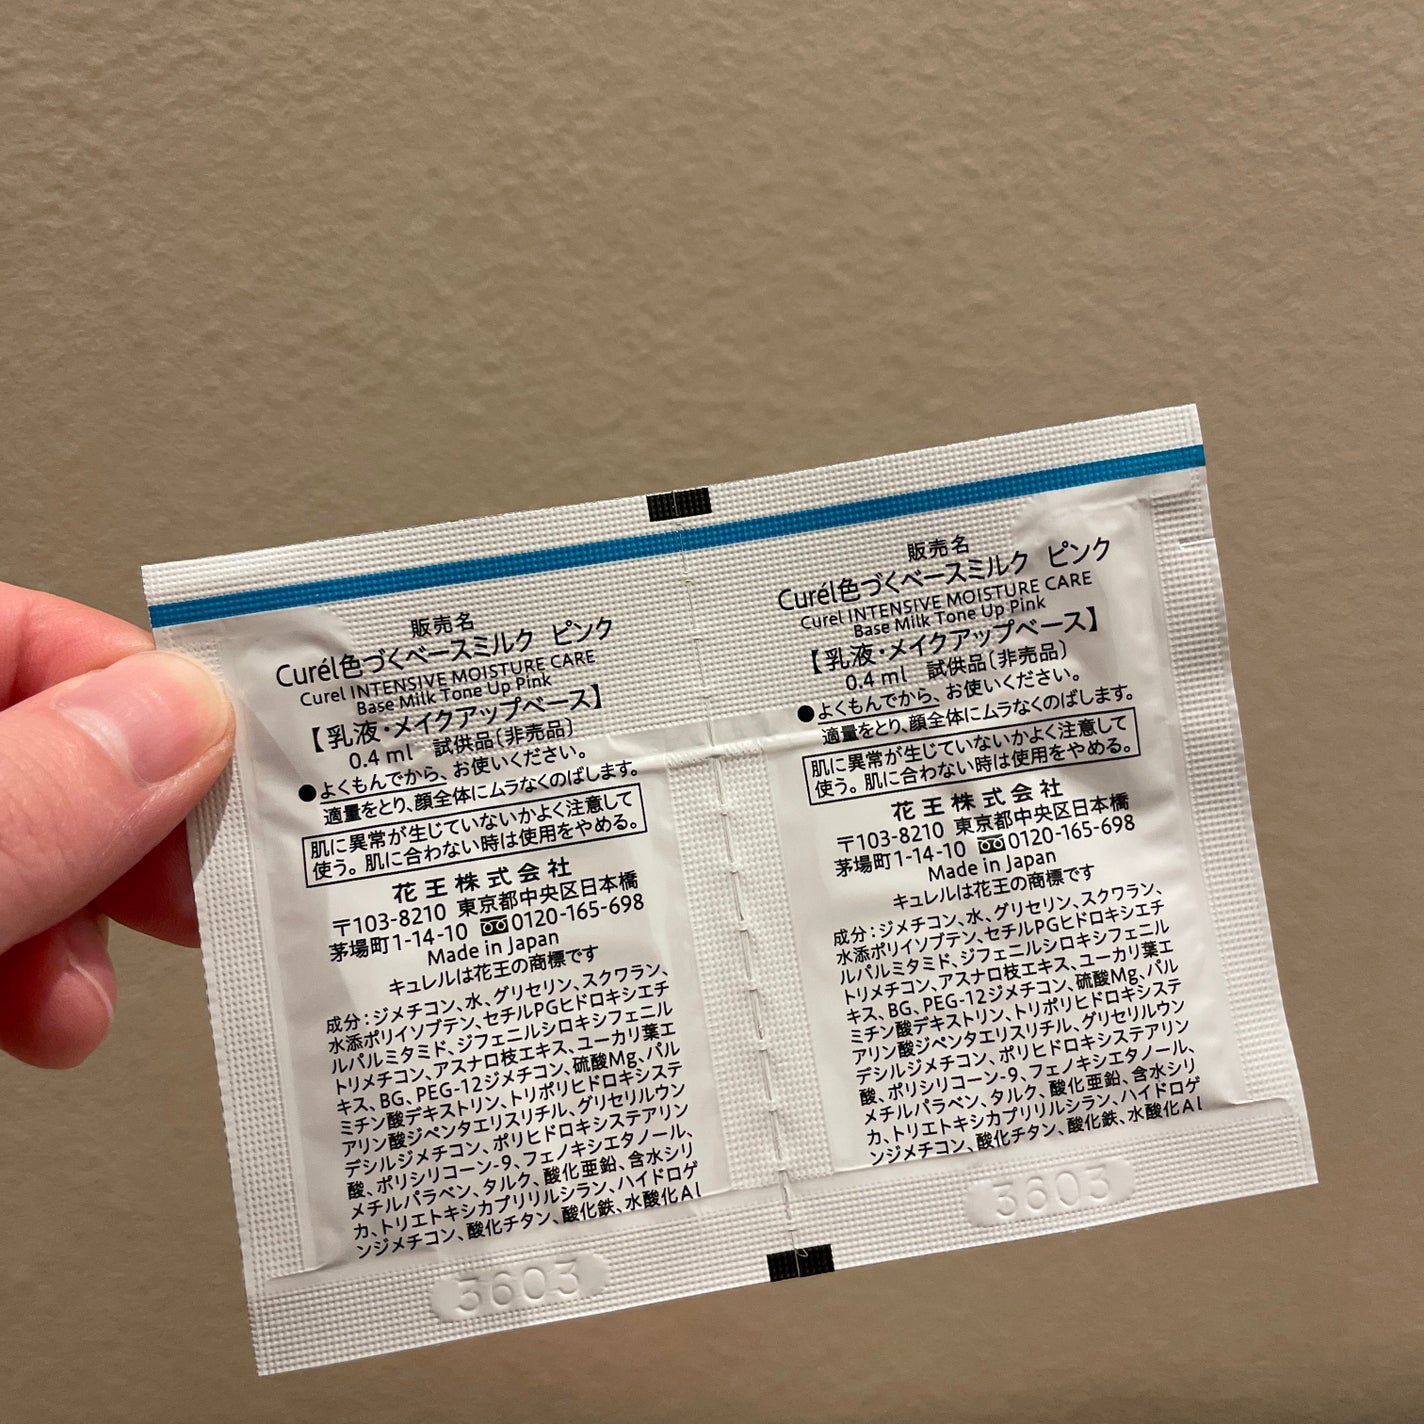 販売名
Curél色づくベースミルク ピンク
Curel INTENSIVE MOISTURE CARE
Base Milk Tone Up Pink
【乳液・メイクアップベース】
0.4 ml 試供品〔非売品〕
●よくもんでから、お使いください。
適量をとり、顔全体にムラなくのばします。
肌に異常が生じていないかよく注意して
使う。肌に合わない時は使用をやめる。
花王株式会社
〒103-8210 東京都中央区日本橋
茅場町1-14-10 0120-165-698
Made in Japan
キュレルは花王の商標です
成分：ジメチコン、水、グリセリン、スクワラン、
水添ポリイソブテン、セチルPGヒドロキシエチ
ルパルミタミド、ジフェニルシロキシフェニル
トリメチコン、アスナロ枝エキス、ユーカリ葉エ
キス、BG、PEG-12ジメチコン、硫酸Mg、パル
ミチン酸デキストリン、トリポリヒドロキシステ
アリン酸ジペンタエリスリチル、グリセリルウン
デシルジメチコン、ポリヒドロキシステアリン
酸、ポリシリコーン-9、フェノキシエタノール、
メチルパラベン、タルク、酸化亜鉛、含水シリ
カ、トリエトキシカプリリルシラン、ハイドロゲ
ンジメチコン、酸化チタン、酸化鉄、水酸化Al
3603
販売名
Curél色づくベースミルク ピンク
Curel INTENSIVE MOISTURE CARE
Base Milk Tone Up Pink
【乳液・メイクアップベース】
0.4 ml 試供品〔非売品〕
●よくもんでから、お使いください。
適量をとり、顔全体にムラなくのばします。
肌に異常が生じていないかよく注意して
使う。肌に合わない時は使用をやめる。
花王株式会社
〒103-8210 東京都中央区日本橋
茅場町1-14-10 0120-165-698
Made in Japan
キュレルは花王の商標です
成分：ジメチコン、水、グリセリン、スクワラン、
水添ポリイソブテン、セチルPGヒドロキシエチ
ルパルミタミド、ジフェニルシロキシフェニル
トリメチコン、アスナロ枝エキス、ユーカリ葉エ
キス、BG、PEG-12ジメチコン、硫酸Mg、パル
ミチン酸デキストリン、トリポリヒドロキシステ
アリン酸ジペンタエリスリチル、グリセリルウン
デシルジメチコン、ポリヒドロキシステアリン
酸、ポリシリコーン-9、フェノキシエタノール、
メチルパラベン、タルク、酸化亜鉛、含水シリ
カ、トリエトキシカプリリルシラン、ハイドロゲ
ンジメチコン、酸化チタン、酸化鉄、水酸化Al
3603